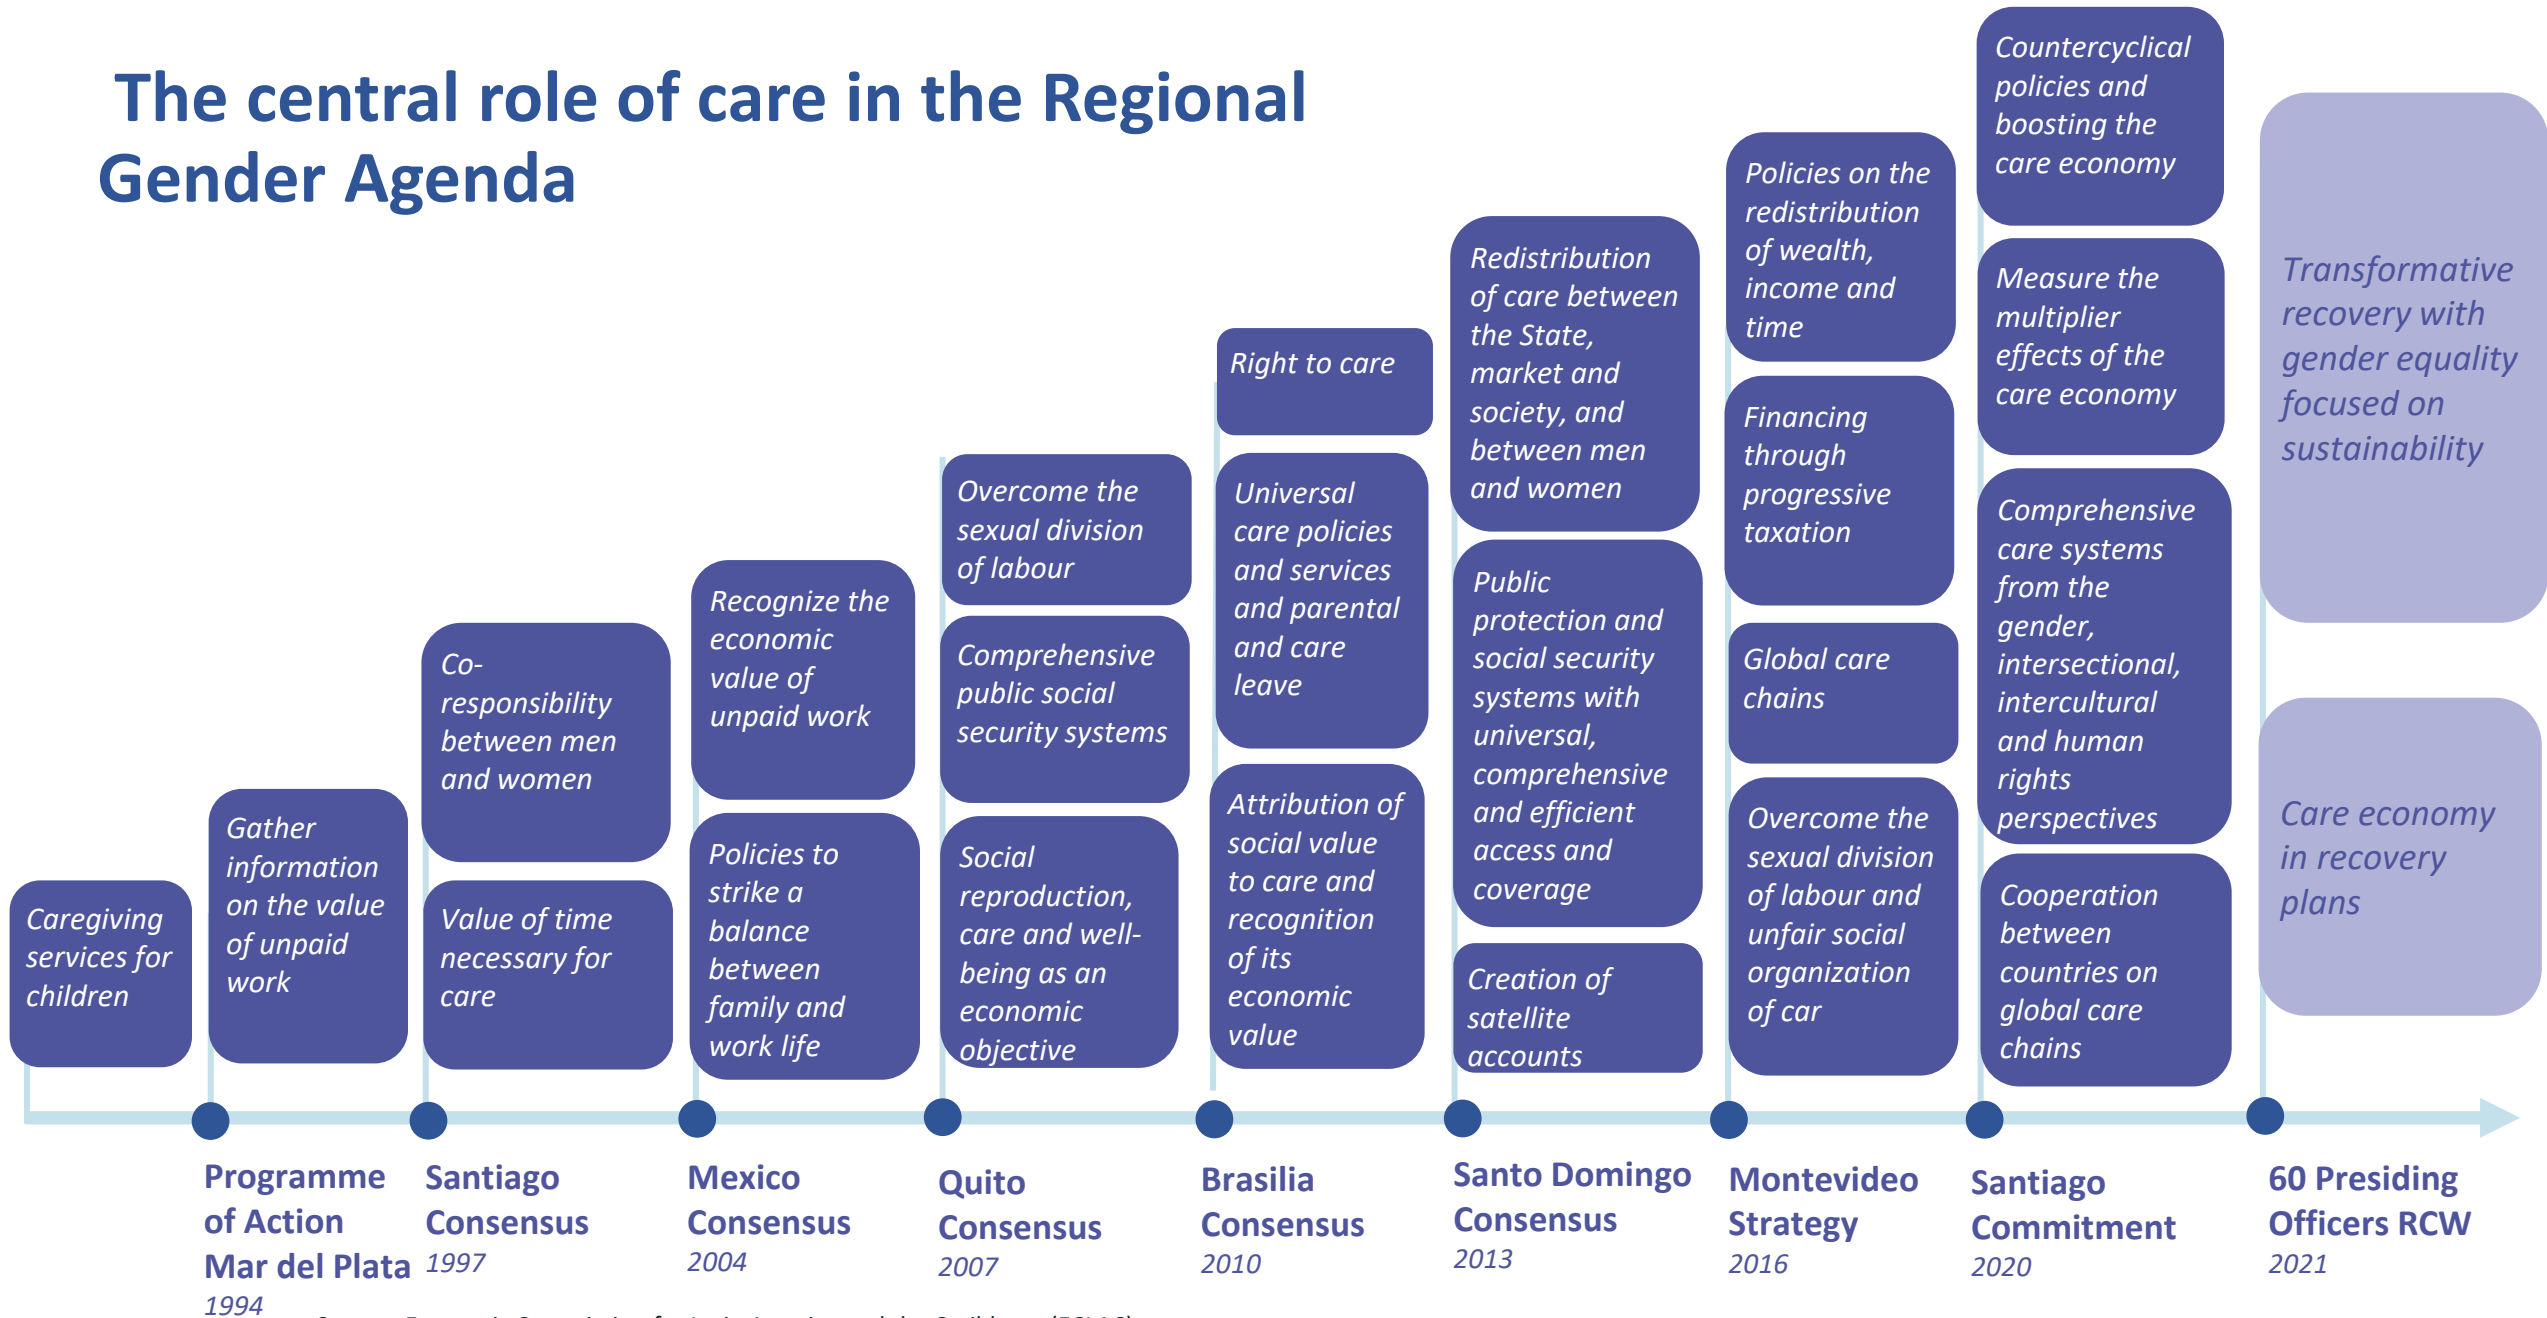 The central role of care in the Regional
Gender Agenda
Caregiving
services for
children
Gather
information
on the value
of unpaid
work
Co-
responsibility
between men
and women
Value of time
necessary for
care
Recognize the
economic
value of
unpaid work
Policies to
strike a
balance
between
family and
work life
Overcome the
sexual division
of labour
Comprehensive
public social
security systems
Social
reproduction,
care and well-
being as an
economic
objective
Right to care
Universal
care policies
and services
and parental
and care
leave
Attribution of
social value
to care and
recognition
of its
economic
value
Redistribution
of care between
the State,
market and
society, and
between men
and women
Public
protection and
social security
systems with
universal,
comprehensive
and efficient
access and
coverage
Creation of
satellite
accounts
Policies on the
redistribution
of wealth,
income and
time
Financing
through
progressive
taxation
Global care
chains
Overcome the
sexual division
of labour and
unfair social
organization
of car
Countercyclical
policies and
boosting the
care economy
Measure the
multiplier
effects of the
care economy
Comprehensive
care systems
from the
gender,
intersectional,
intercultural
and human
rights
perspectives
Cooperation
between
countries on
global care
chains
Transformative
recovery with
gender equality
focused on
sustainability
Care economy
in recovery
plans
Programme
of Action
Mar del Plata
1994
Santiago
Consensus
1997
Mexico
Consensus
2004
Quito
Consensus
2007
Brasilia
Consensus
2010
Santo Domingo
Consensus
2013
Montevideo
Strategy
2016
Santiago
Commitment
2020
60 Presiding
Officers RCW
2021